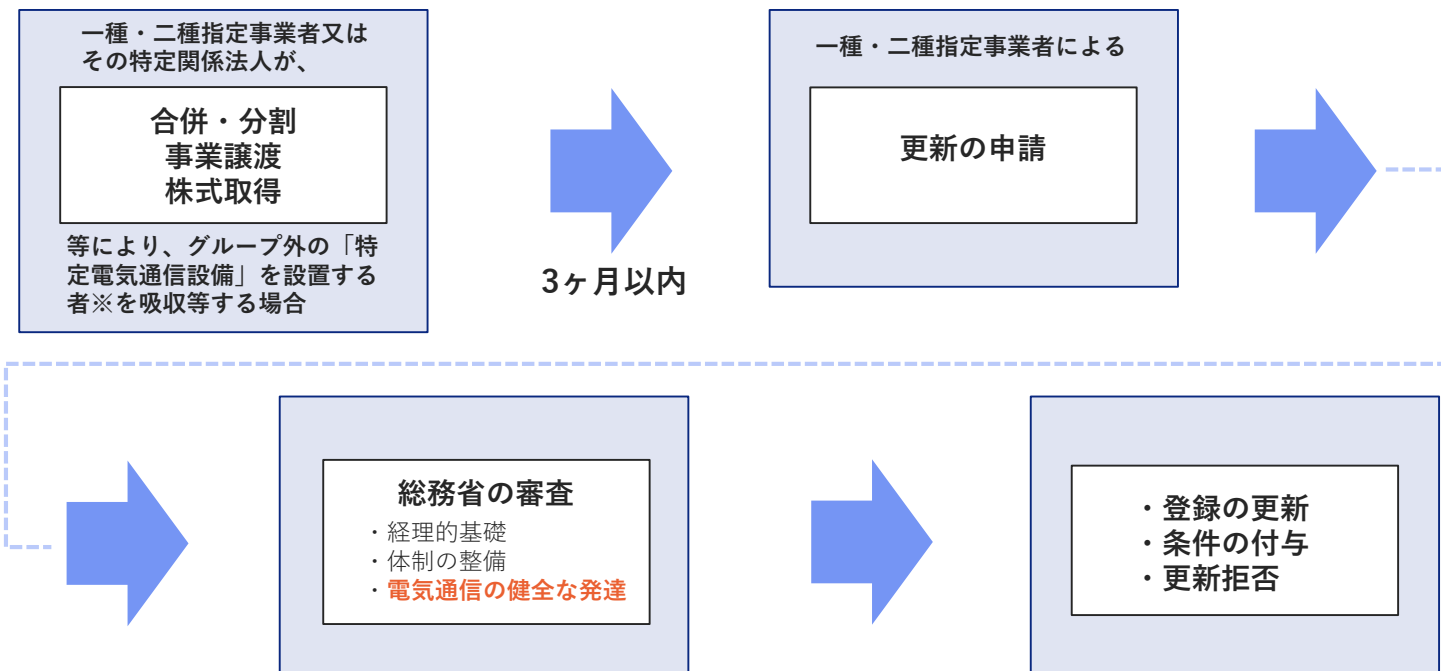 一種・二種指定事業者又は
その特定関係法人が、
合併・分割
事業譲渡
株式取得
等により、グループ外の「特
定電気通信設備」を設置する
者※を吸収等する場合
3ヶ月以内
一種・二種指定事業者による
更新の申請
総務省の審査
・経理的基礎
・体制の整備
・電気通信の健全な発達
・登録の更新
・条件の付与
・更新拒否